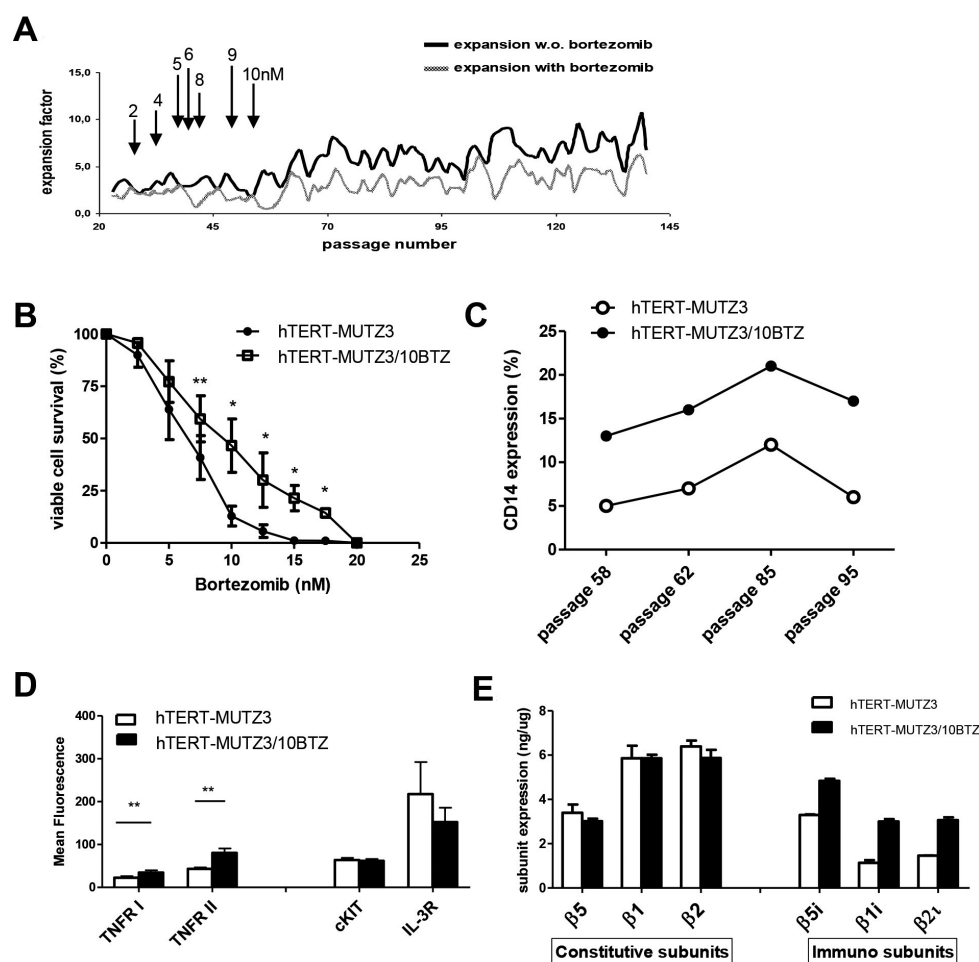 A
expansion w.o. bortezomib
expansion with bortezomib
2
4
5
6
8
9
10nM
15,0
10,0
5,0
0,0
expansion factor
20
45
70
95
120
145
passage number
B
hTERT-MUTZ3
hTERT-MUTZ3/10BTZ
100
75
50
25
0
viable cell survival (%)
**
*
*
*
*
0
5
10
15
20
25
Bortezomib (nM)
C
hTERT-MUTZ3
hTERT-MUTZ3/10BTZ
25
20
15
10
5
0
CD14 expression (%)
passage 58
passage 62
passage 85
passage 95
D
hTERT-MUTZ3
hTERT-MUTZ3/10BTZ
400
300
200
100
0
Mean Fluorescence
**
**
TNFR I
TNFR II
cKIT
IL-3R
E
hTERT-MUTZ3
hTERT-MUTZ3/10BTZ
8
6
4
2
0
subunit expression (ng/ug)
β5
β1
β2
β5i
β1i
β2ι
Constitutive subunits
Immuno subunits